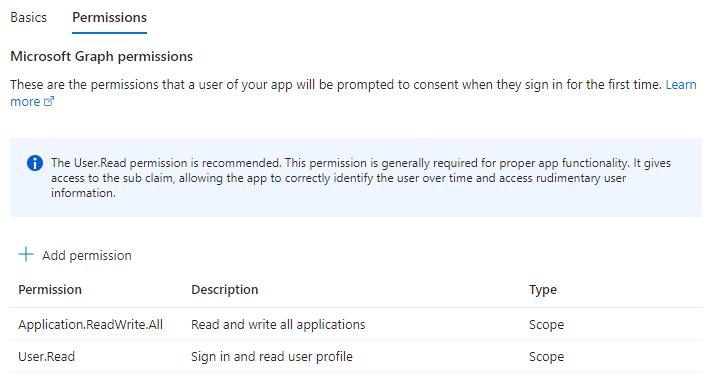 Basics Permissions
Microsoft Graph permissions
These are the permissions that a user of your app will be prompted to consent when they sign in for the first time. Learn
more
The User.Read permission is recommended. This permission is generally required for proper app functionality. It gives
access to the sub claim, allowing the app to correctly identify the user over time and access rudimentary user
information.
Add permission
Permission Description Type
Application.ReadWrite.All Read and write all applications Scope
User.Read Sign in and read user profile Scope